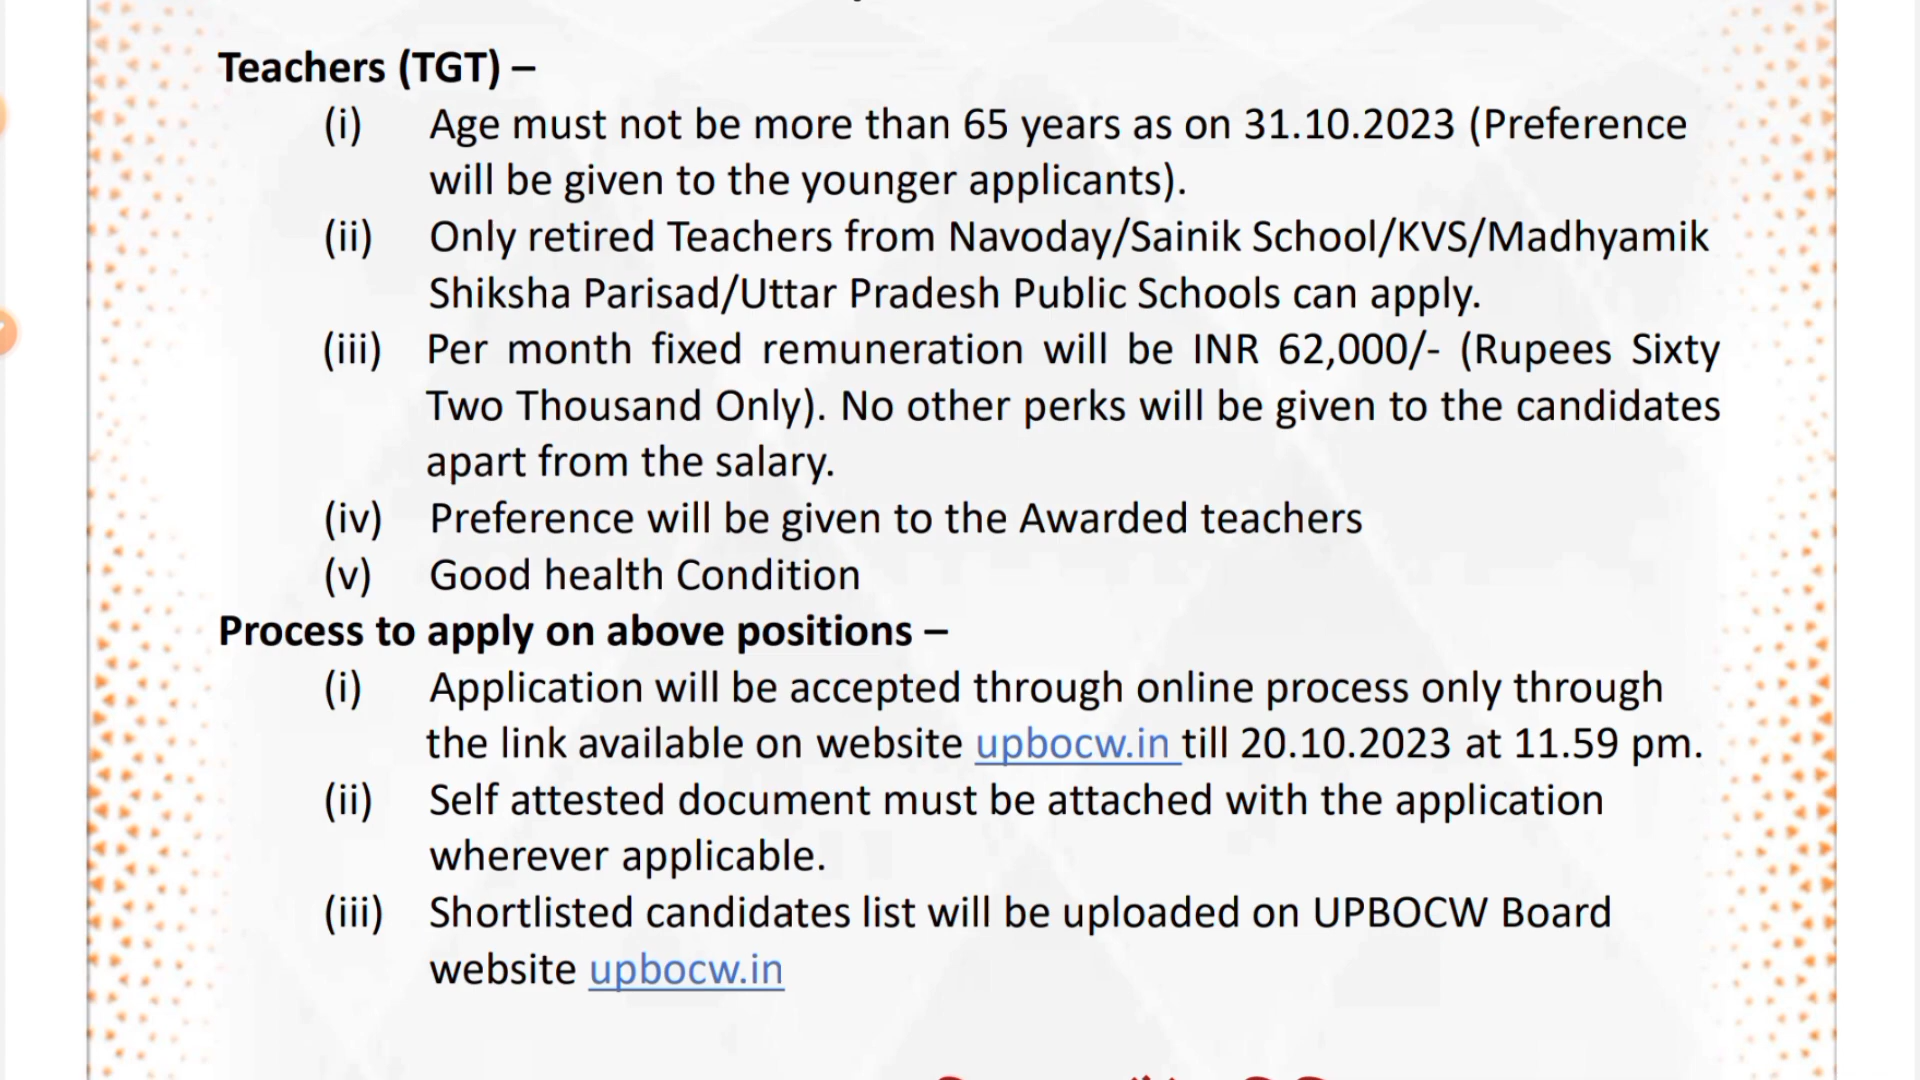 Teachers (TGT) –
(i) Age must not be more than 65 years as on 31.10.2023 (Preference
will be given to the younger applicants).
(ii) Only retired Teachers from Navoday/Sainik School/KVS/Madhyamik
Shiksha Parisad/Uttar Pradesh Public Schools can apply.
(iii) Per month fixed remuneration will be INR 62,000/- (Rupees Sixty
Two Thousand Only). No other perks will be given to the candidates
apart from the salary.
(iv) Preference will be given to the Awarded teachers
(v) Good health Condition
Process to apply on above positions –
(i) Application will be accepted through online process only through
the link available on website upbocw.in till 20.10.2023 at 11.59 pm.
(ii) Self attested document must be attached with the application
wherever applicable.
(iii) Shortlisted candidates list will be uploaded on UPBOCW Board
website upbocw.in